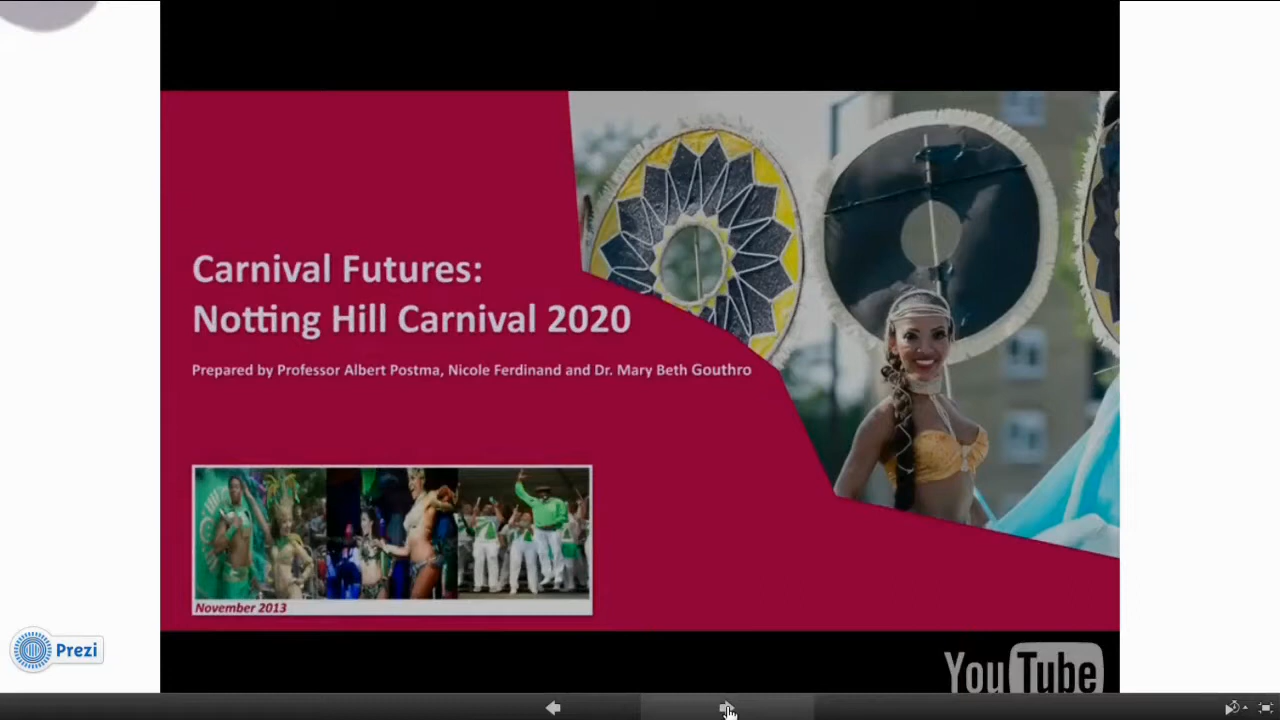 Carnival Futures:
Notting Hill Carnival 2020
Prepared by Professor Albert Postma, Nicole Ferdinand and Dr. Mary Beth Gouthro
November 2013
Prezi
YouTube